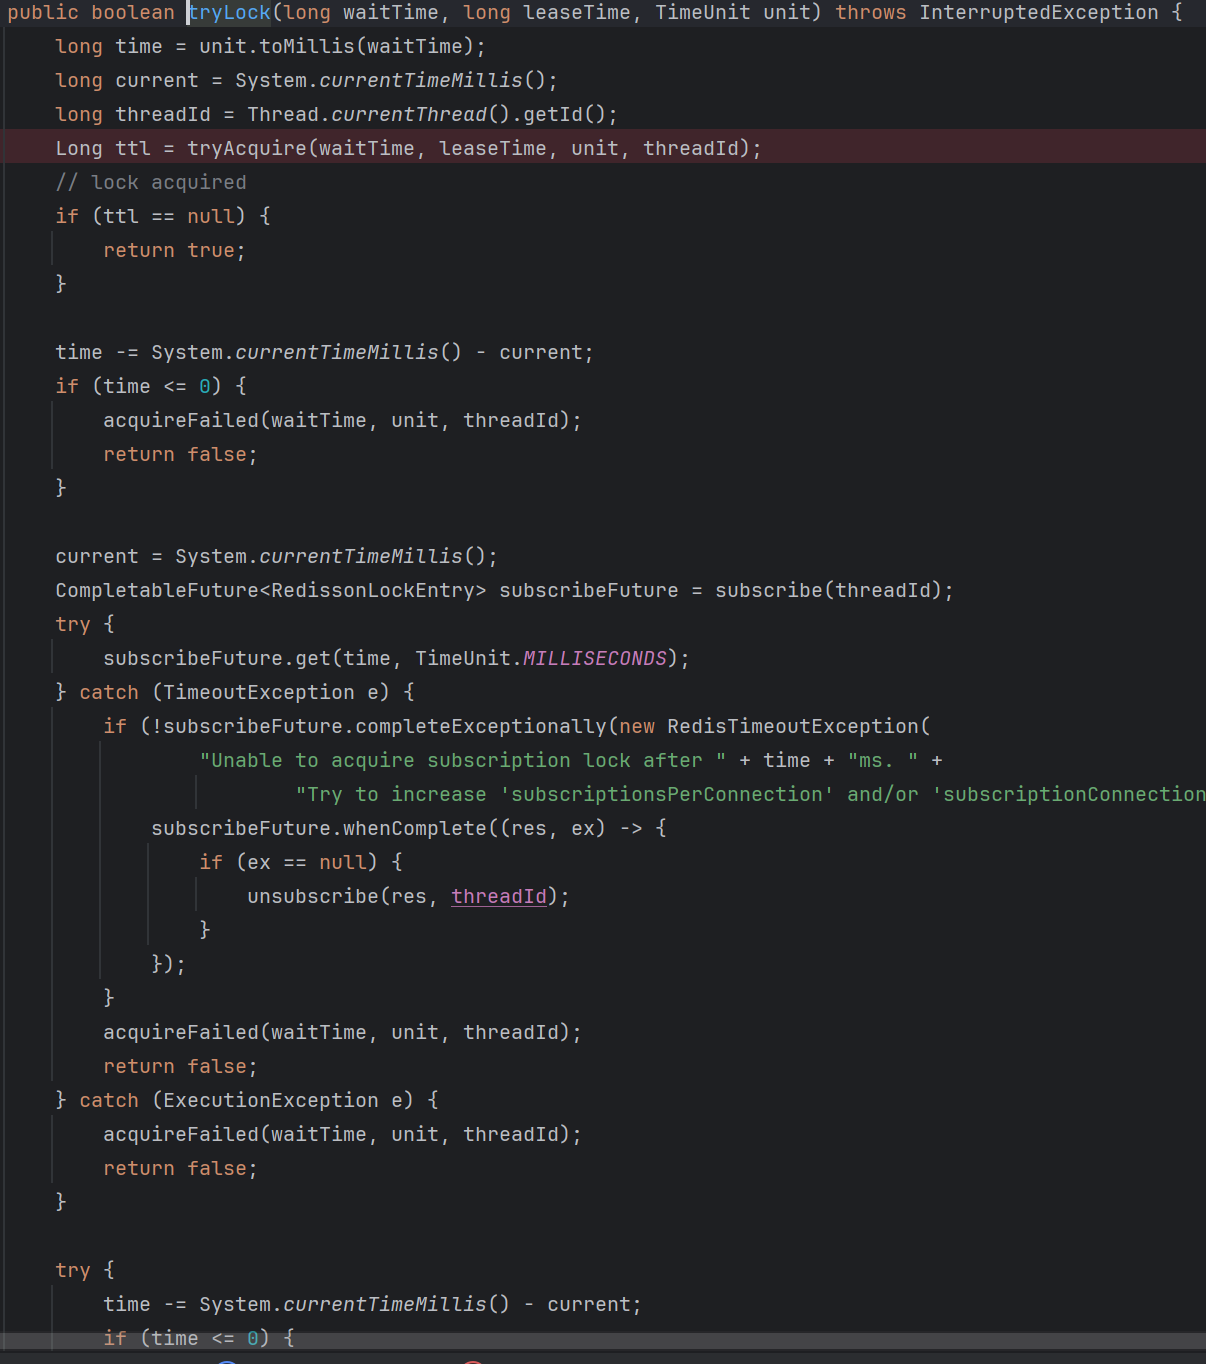 public boolean tryLock(long waitTime, long leaseTime, TimeUnit unit) throws InterruptedException {
    long time = unit.toMillis(waitTime);
    long current = System.currentTimeMillis();
    long threadId = Thread.currentThread().getId();
    Long ttl = tryAcquire(waitTime, leaseTime, unit, threadId);
    // lock acquired
    if (ttl == null) {
        return true;
    }

    time -= System.currentTimeMillis() - current;
    if (time <= 0) {
        acquireFailed(waitTime, unit, threadId);
        return false;
    }

    current = System.currentTimeMillis();
    CompletableFuture<RedissonLockEntry> subscribeFuture = subscribe(threadId);
    try {
        subscribeFuture.get(time, TimeUnit.MILLISECONDS);
    } catch (TimeoutException e) {
        if (!subscribeFuture.completeExceptionally(new RedisTimeoutException(
                "Unable to acquire subscription lock after " + time + "ms. " +
                        "Try to increase 'subscriptionsPerConnection' and/or 'subscriptionConnection
            subscribeFuture.whenComplete((res, ex) -> {
                if (ex == null) {
                    unsubscribe(res, threadId);
                }
            });
        }
        acquireFailed(waitTime, unit, threadId);
        return false;
    } catch (ExecutionException e) {
        acquireFailed(waitTime, unit, threadId);
        return false;
    }

    try {
        time -= System.currentTimeMillis() - current;
        if (time <= 0) {